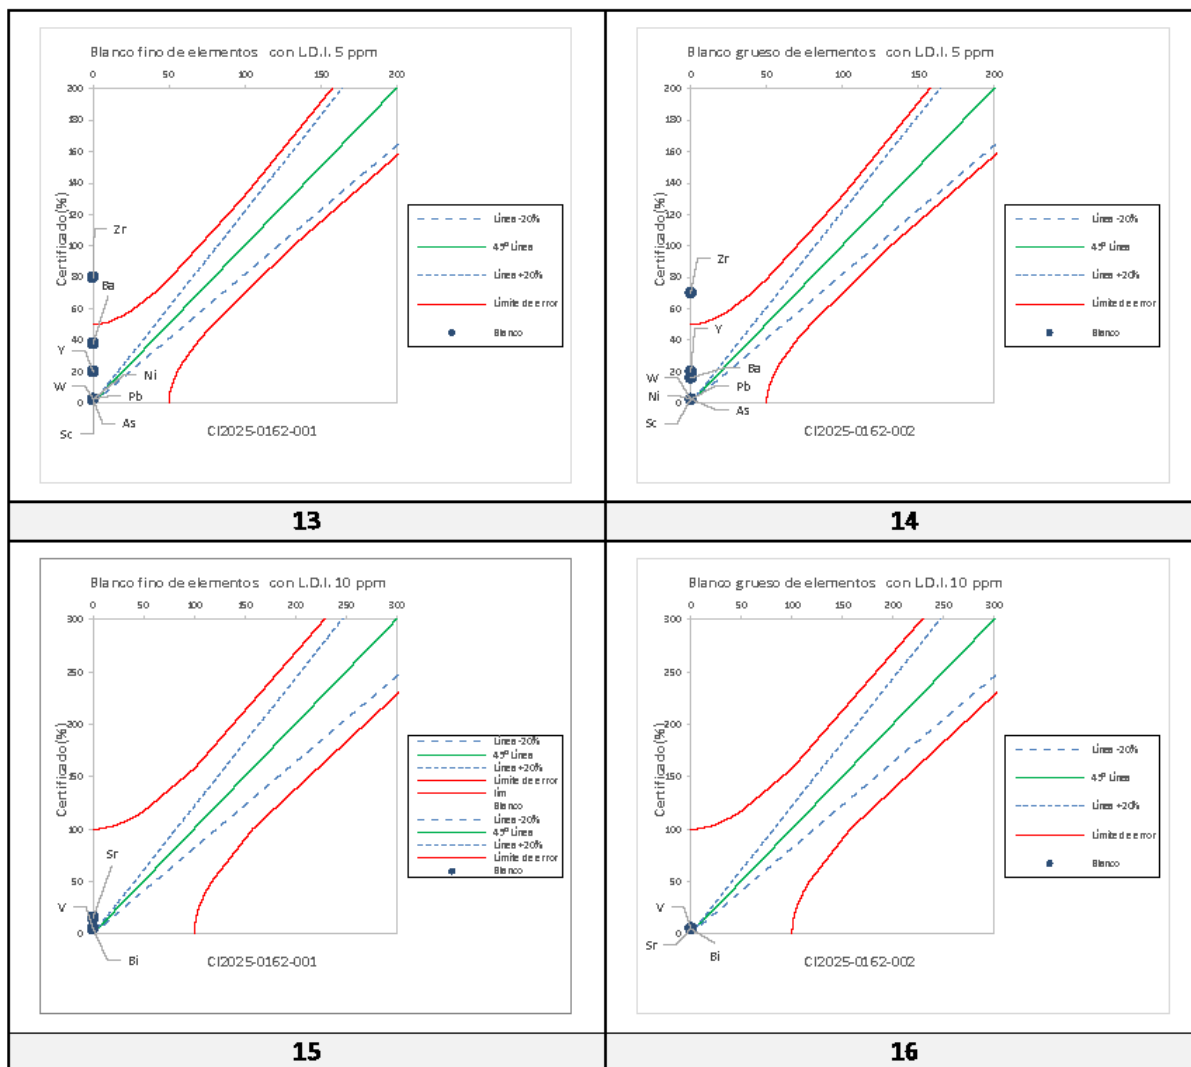 Blanco fino de elementos con L.D.I. 5 ppm
0 50 100 150 200
200
180
160
140
120
100
80
60
40
20
0
Certificado (%)
Zr
Ba
Y
W
Ni
Pb
As
Sc
CI2025-0162-001
Línea -20%
45º Línea
Línea +20%
Límite de error
Blanco
13
Blanco grueso de elementos con L.D.I. 5 ppm
0 50 100 150 200
200
180
160
140
120
100
80
60
40
20
0
Certificado (%)
Zr
Y
Ba
W
Pb
Ni
As
Sc
CI2025-0162-002
Línea -20%
45º Línea
Línea +20%
Límite de error
Blanco
14
Blanco fino de elementos con L.D.I. 10 ppm
0 50 100 150 200 250 300
300
250
200
150
100
50
0
Certificado (%)
Sr
V
Bi
CI2025-0162-001
Línea -20%
45º Línea
Línea +20%
Límite de error
lím
Blanco
Línea -20%
45º Línea
Línea +20%
Límite de error
Blanco
15
Blanco grueso de elementos con L.D.I. 10 ppm
0 50 100 150 200 250 300
300
250
200
150
100
50
0
Certificado (%)
V
Sr
Bi
CI2025-0162-002
Línea -20%
45º Línea
Línea +20%
Límite de error
Blanco
16